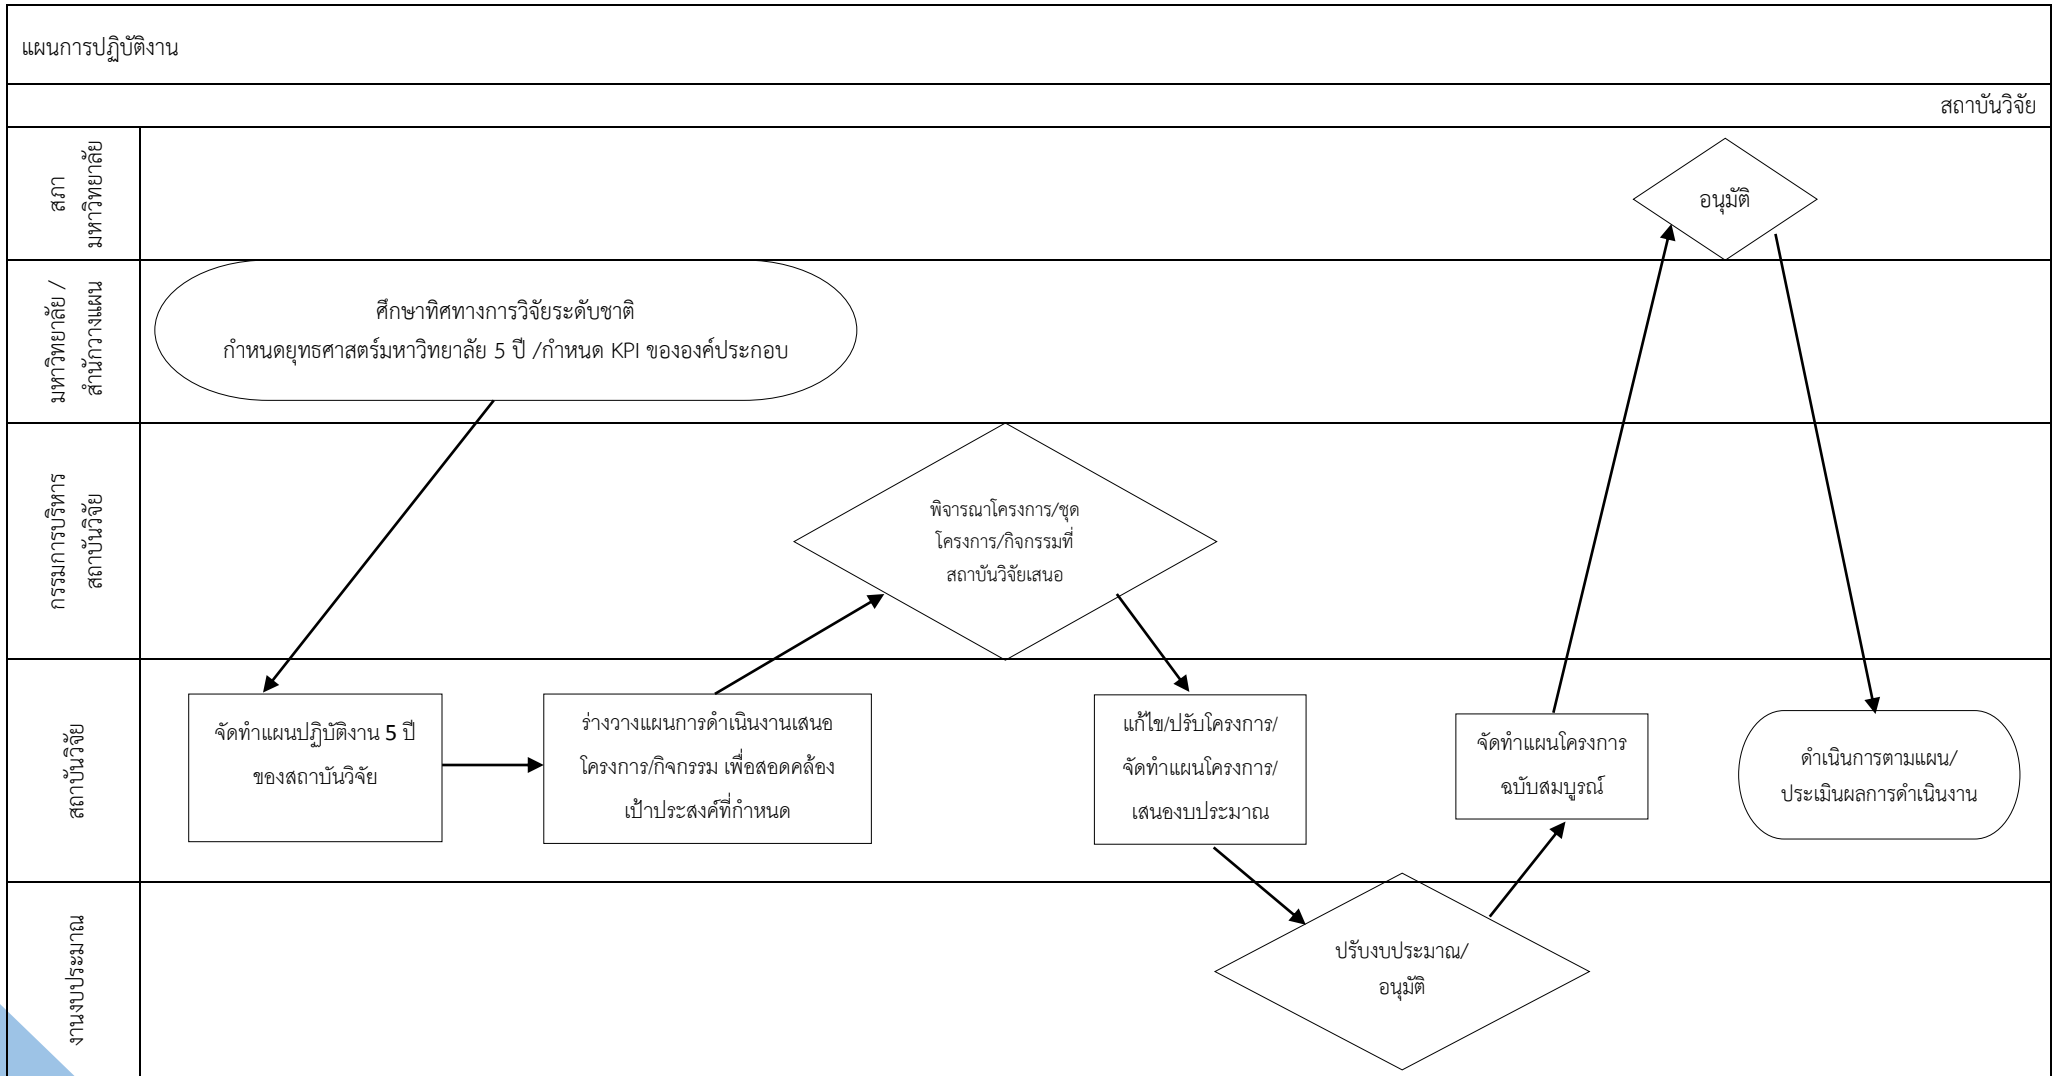 แผนการปฏิบัติงาน
สถาบันวิจัย
สภา
มหาวิทยาลัย
อนุมัติ
มหาวิทยาลัย /
สำนักวางแผน
ศึกษาทิศทางการวิจัยระดับชาติ
กำหนดยุทธศาสตร์มหาวิทยาลัย 5 ปี /กำหนด KPI ขององค์ประกอบ
กรรมการบริหาร
สถาบันวิจัย
พิจารณาโครงการ/ชุด
โครงการ/กิจกรรมที่
สถาบันวิจัยเสนอ
สถาบันวิจัย
จัดทำแผนปฏิบัติงาน 5 ปี
ของสถาบันวิจัย
ร่างวางแผนการดำเนินงานเสนอ
โครงการ/กิจกรรม เพื่อสอดคล้อง
เป้าประสงค์ที่กำหนด
แก้ไข/ปรับโครงการ/
จัดทำแผนโครงการ/
เสนองบประมาณ
จัดทำแผนโครงการ
ฉบับสมบูรณ์
ดำเนินการตามแผน/
ประเมินผลการดำเนินงาน
งานงบประมาณ
ปรับงบประมาณ/
อนุมัติ